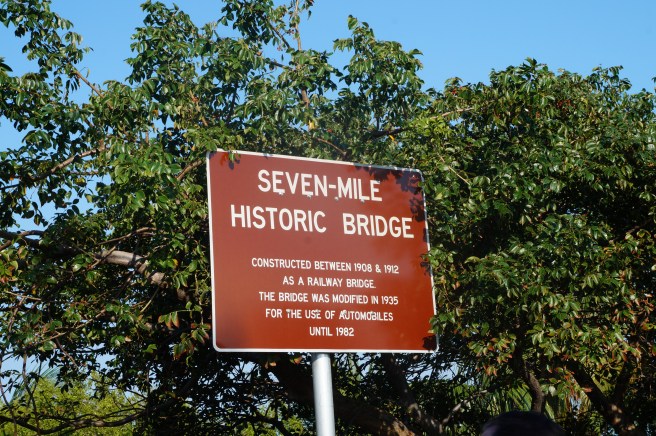 SEVEN-MILE
HISTORIC BRIDGE
CONSTRUCTED BETWEEN 1908 & 1912
AS A RAILWAY BRIDGE.
THE BRIDGE WAS MODIFIED IN 1935
FOR THE USE OF AUTOMOBILES
UNTIL 1982